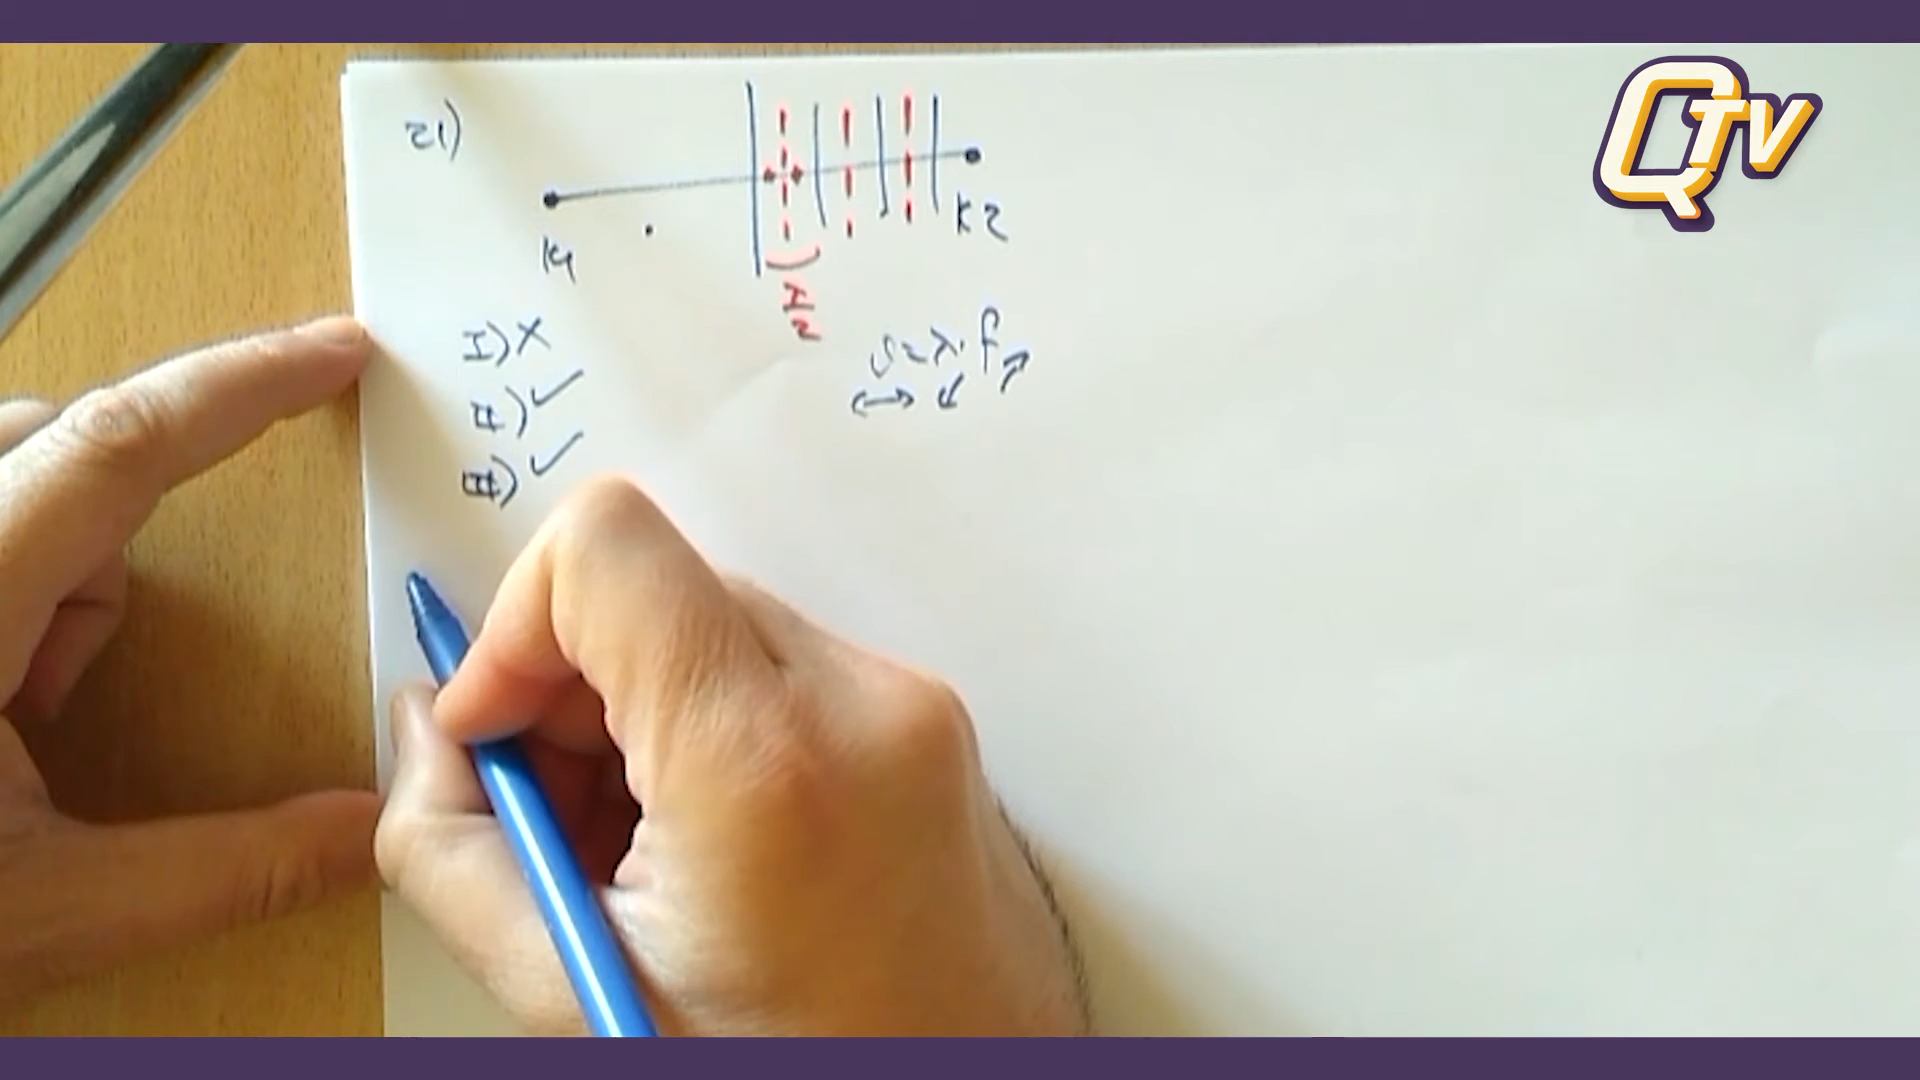 21)
K1
K2
λ/2
I) X
II) ✓
III) ✓
v = λ · f
QTV